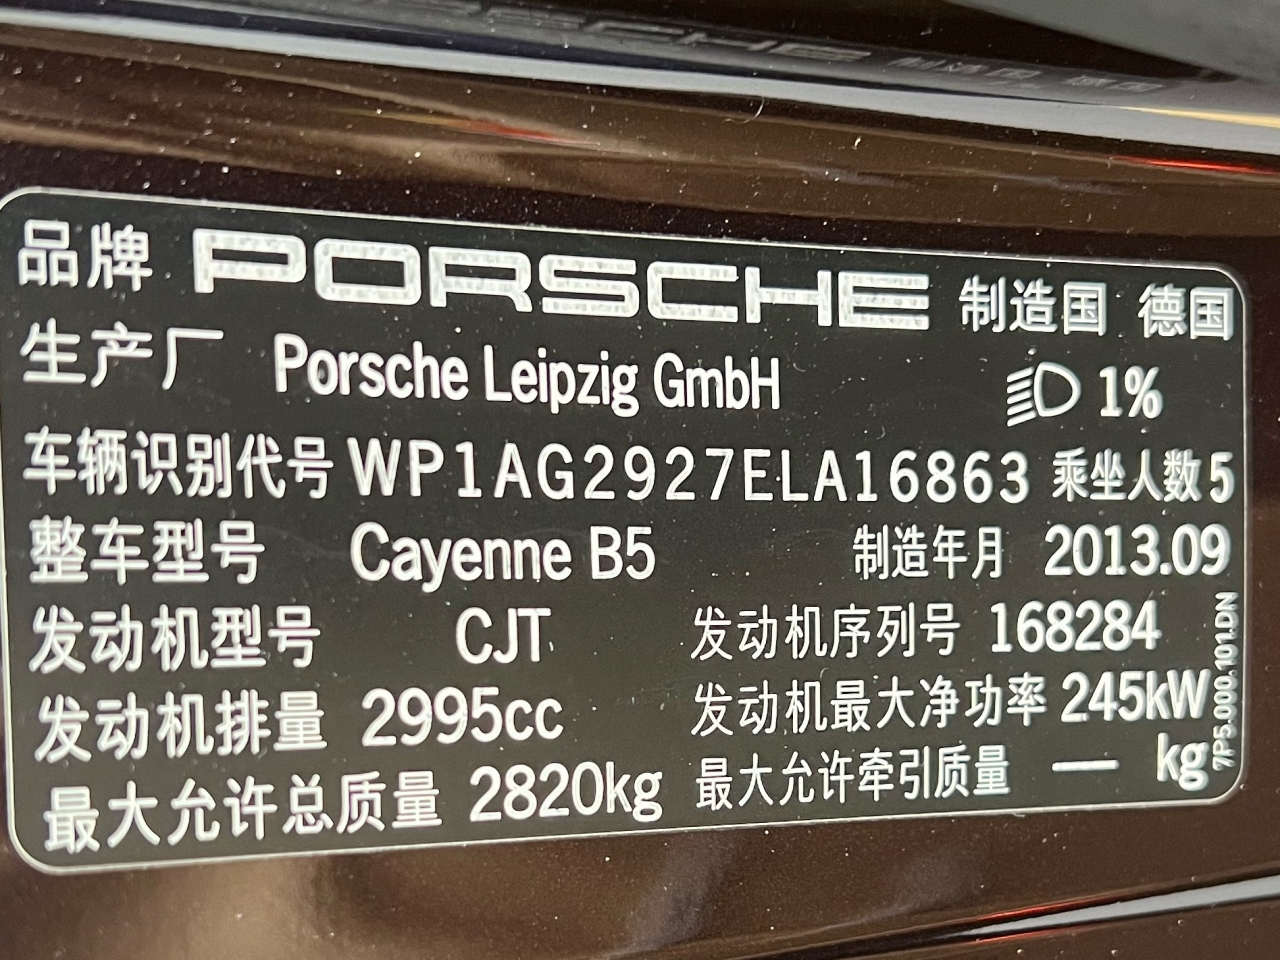 品牌 PORSCHE 制造国 德国
生产厂 Porsche Leipzig GmbH 1%
车辆识别代号 WP1AG2927ELA16863 乘坐人数 5
整车型号 Cayenne B5 制造年月 2013.09
发动机型号 CJT 发动机序列号 168284
发动机排量 2995cc 发动机最大净功率 245kW
最大允许总质量 2820kg 最大允许牵引质量 — kg
7P5.000.101.DN